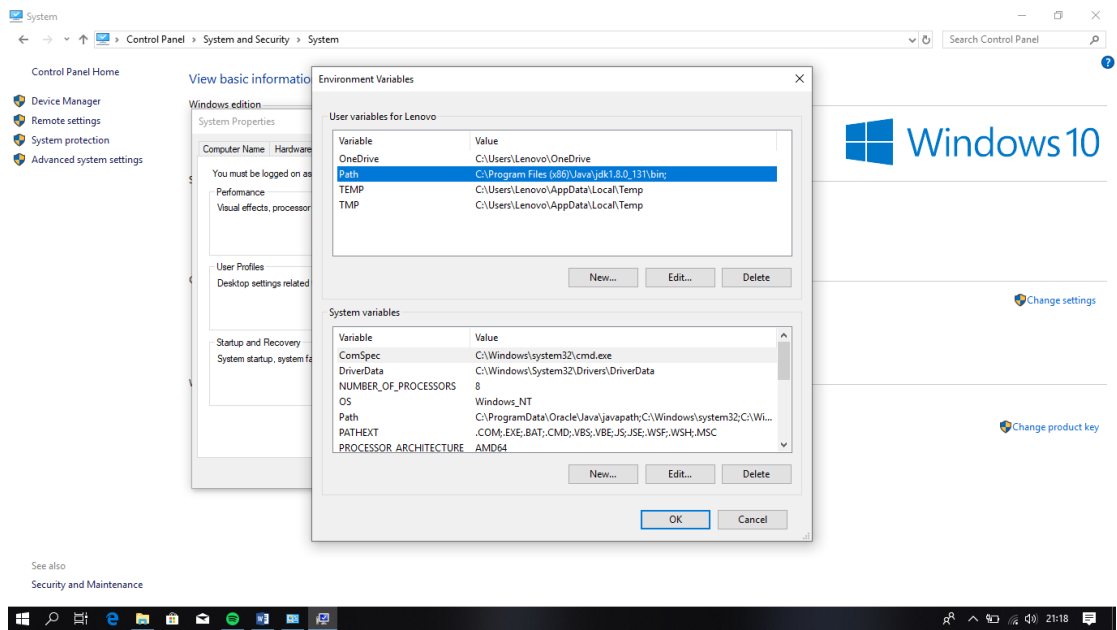 System
Control Panel › System and Security › System
Search Control Panel
Control Panel Home
Device Manager
Remote settings
System protection
Advanced system settings
View basic informatio
Windows edition
System Properties
Computer Name Hardware
You must be logged on as
Performance
Visual effects, processor
User Profiles
Desktop settings related
Startup and Recovery
System startup, system fa
Environment Variables
User variables for Lenovo
Variable Value
OneDrive C:\Users\Lenovo\OneDrive
Path C:\Program Files (x86)\Java\jdk1.8.0_131\bin;
TEMP C:\Users\Lenovo\AppData\Local\Temp
TMP C:\Users\Lenovo\AppData\Local\Temp
New... Edit... Delete
System variables
Variable Value
ComSpec C:\Windows\system32\cmd.exe
DriverData C:\Windows\System32\Drivers\DriverData
NUMBER_OF_PROCESSORS 8
OS Windows_NT
Path C:\ProgramData\Oracle\Java\javapath;C:\Windows\system32;C:\Wi...
PATHEXT .COM;.EXE;.BAT;.CMD;.VBS;.VBE;.JS;.JSE;.WSF;.WSH;.MSC
PROCESSOR_ARCHITECTURE AMD64
New... Edit... Delete
OK Cancel
Windows 10
Change settings
Change product key
See also
Security and Maintenance
21:18